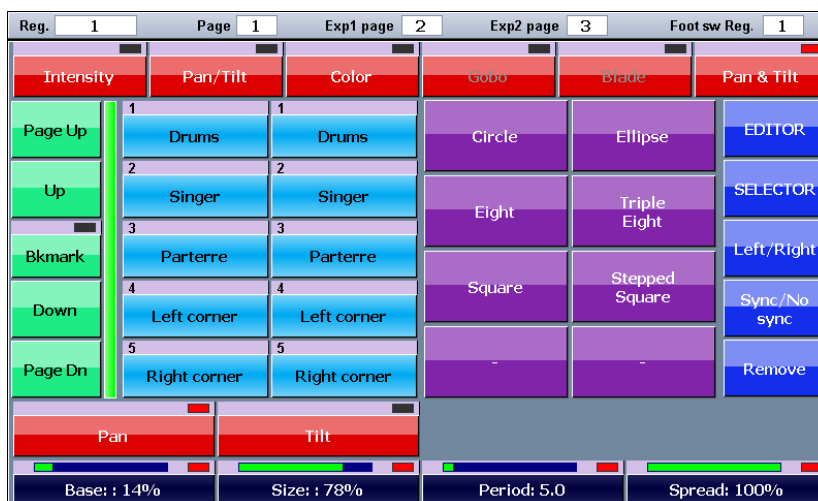 Reg. 1 Page 1 Exp1 page 2 Exp2 page 3 Foot sw Reg. 1
Intensity Pan/Tilt Color Gobo Blade Pan & Tilt
Page Up 1 Drums 1 Drums Circle Ellipse EDITOR
Up 2 Singer 2 Singer Eight Triple Eight SELECTOR
Bkmark 3 Parterre 3 Parterre Left/Right
Down 4 Left corner 4 Left corner Square Stepped Square Sync/No sync
Page Dn 5 Right corner 5 Right corner - - Remove
Pan Tilt
Base: : 14% Size: : 78% Period: 5.0 Spread: 100%